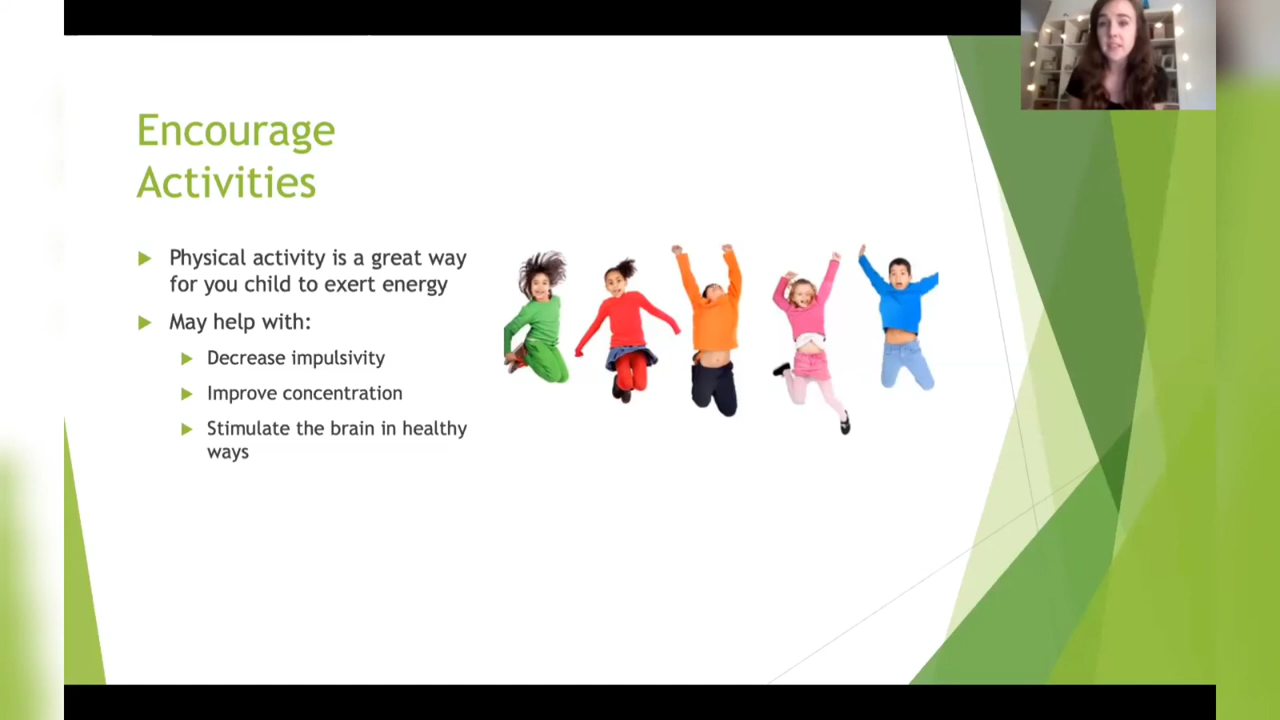 Encourage
Activities
Physical activity is a great way
for you child to exert energy
May help with:
Decrease impulsivity
Improve concentration
Stimulate the brain in healthy
ways